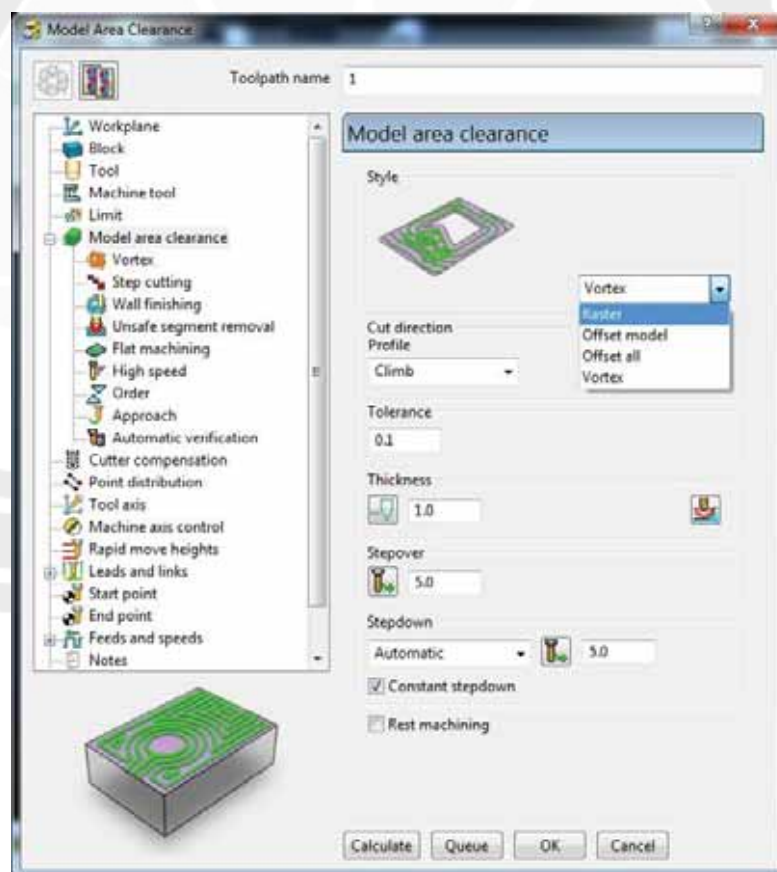 Model Area Clearance
Toolpath name 1
Workplane
Block
Tool
Machine tool
Limit
Model area clearance
Vortex
Step cutting
Wall finishing
Unsafe segment removal
Flat machining
High speed
Order
Approach
Automatic verification
Cutter compensation
Point distribution
Tool axis
Machine axis control
Rapid move heights
Leads and links
Start point
End point
Feeds and speeds
Notes
Model area clearance
Style
Vortex
Raster
Offset model
Offset all
Vortex
Cut direction
Profile
Climb
Tolerance
0.1
Thickness
1.0
Stepover
5.0
Stepdown
Automatic 5.0
Constant stepdown
Rest machining
Calculate Queue OK Cancel